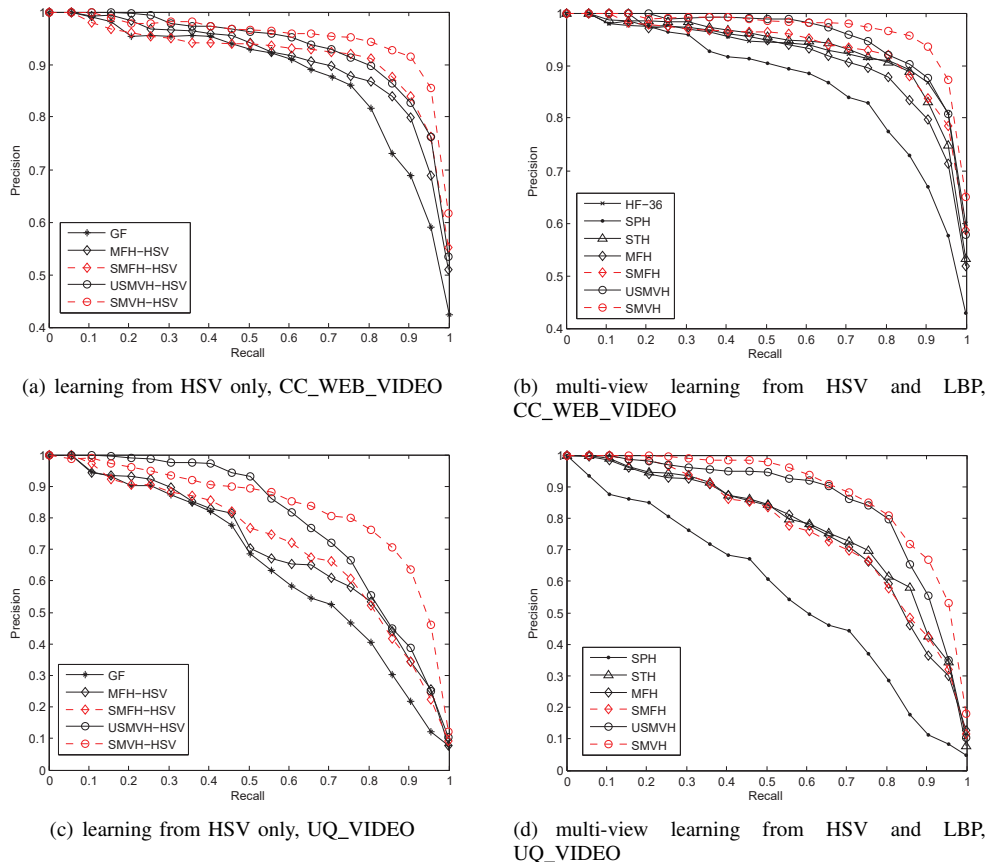 1
0.9
0.8
0.7
0.6
0.5
0.4
Precision
0 0.1 0.2 0.3 0.4 0.5 0.6 0.7 0.8 0.9 1
Recall
GF
MFH−HSV
SMFH−HSV
USMVH−HSV
SMVH−HSV
(a) learning from HSV only, CC_WEB_VIDEO
1
0.9
0.8
0.7
0.6
0.5
0.4
Precision
0 0.1 0.2 0.3 0.4 0.5 0.6 0.7 0.8 0.9 1
Recall
HF−36
SPH
STH
MFH
SMFH
USMVH
SMVH
(b) multi-view learning from HSV and LBP,
CC_WEB_VIDEO
1
0.9
0.8
0.7
0.6
0.5
0.4
0.3
0.2
0.1
0
Precision
0 0.1 0.2 0.3 0.4 0.5 0.6 0.7 0.8 0.9 1
Recall
GF
MFH−HSV
SMFH−HSV
USMVH−HSV
SMVH−HSV
(c) learning from HSV only, UQ_VIDEO
1
0.9
0.8
0.7
0.6
0.5
0.4
0.3
0.2
0.1
0
Precision
0 0.1 0.2 0.3 0.4 0.5 0.6 0.7 0.8 0.9 1
Recall
SPH
STH
MFH
SMFH
USMVH
SMVH
(d) multi-view learning from HSV and LBP,
UQ_VIDEO